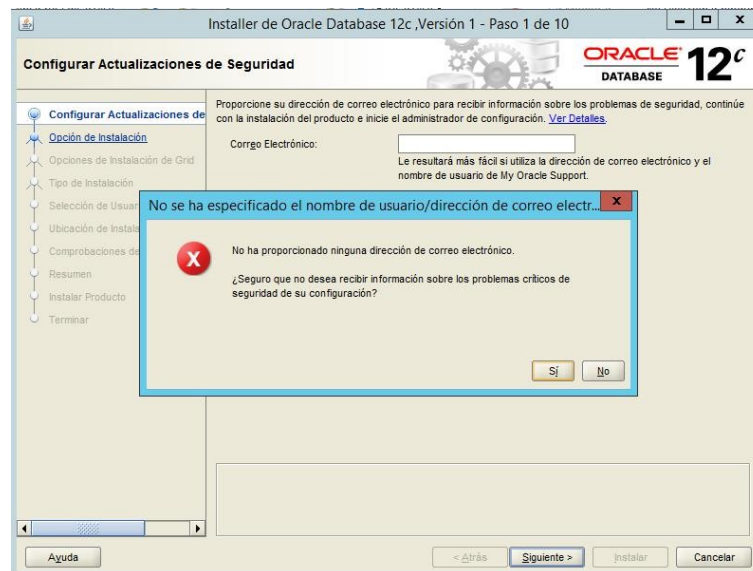 Installer de Oracle Database 12c ,Versión 1 - Paso 1 de 10
Configurar Actualizaciones de Seguridad
ORACLE
DATABASE
12c
Configurar Actualizaciones de
Opción de Instalación
Opciones de Instalación de Grid
Tipo de Instalación
Selección de Usuar
Ubicación de Instala
Comprobaciones de
Resumen
Instalar Producto
Terminar
Proporcione su dirección de correo electrónico para recibir información sobre los problemas de seguridad, continúe
con la instalación del producto e inicie el administrador de configuración. Ver Detalles.
Correo Electrónico:
Le resultará más fácil si utiliza la dirección de correo electrónico y el
nombre de usuario de My Oracle Support.
No se ha especificado el nombre de usuario/dirección de correo electr...
No ha proporcionado ninguna dirección de correo electrónico.
¿Seguro que no desea recibir información sobre los problemas críticos de
seguridad de su configuración?
Sí
No
Ayuda
< Atrás
Siguiente >
Instalar
Cancelar